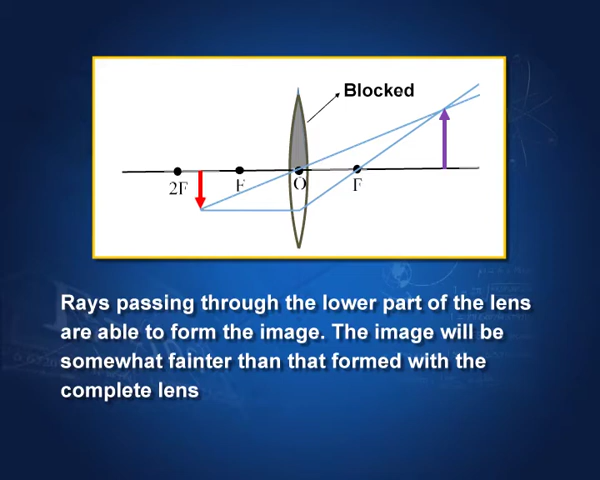 Blocked
2F
F
O
F
Rays passing through the lower part of the lens
are able to form the image. The image will be
somewhat fainter than that formed with the
complete lens